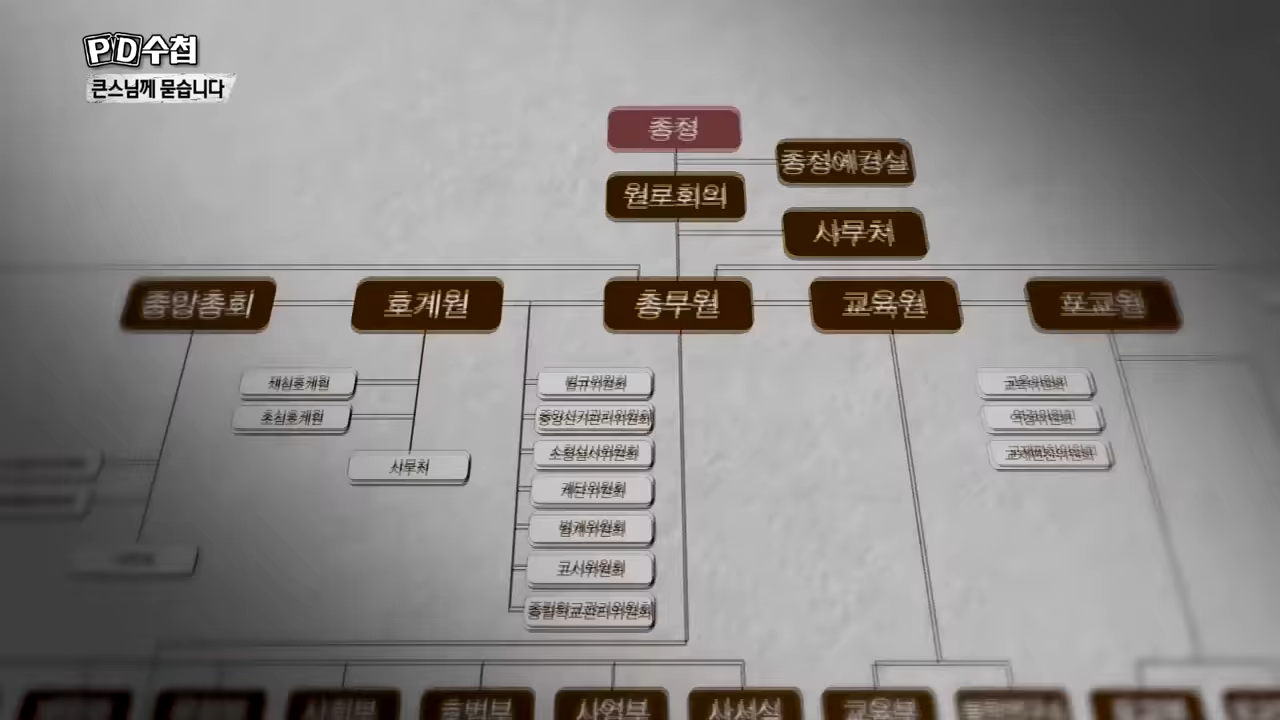 PD수첩
큰스님께 묻습니다
종정
종정예경실
원로회의
사무처
중앙종회
호계원
총무원
교육원
포교원
재심호계원
초심호계원
사무처
법규위원회
중앙선거관리위원회
소청심사위원회
계단위원회
법계위원회
고시위원회
종립학교관리위원회
교육위원회
역경위원회
교재편찬위원회
사회부
호법부
사업부
사서실
교육부